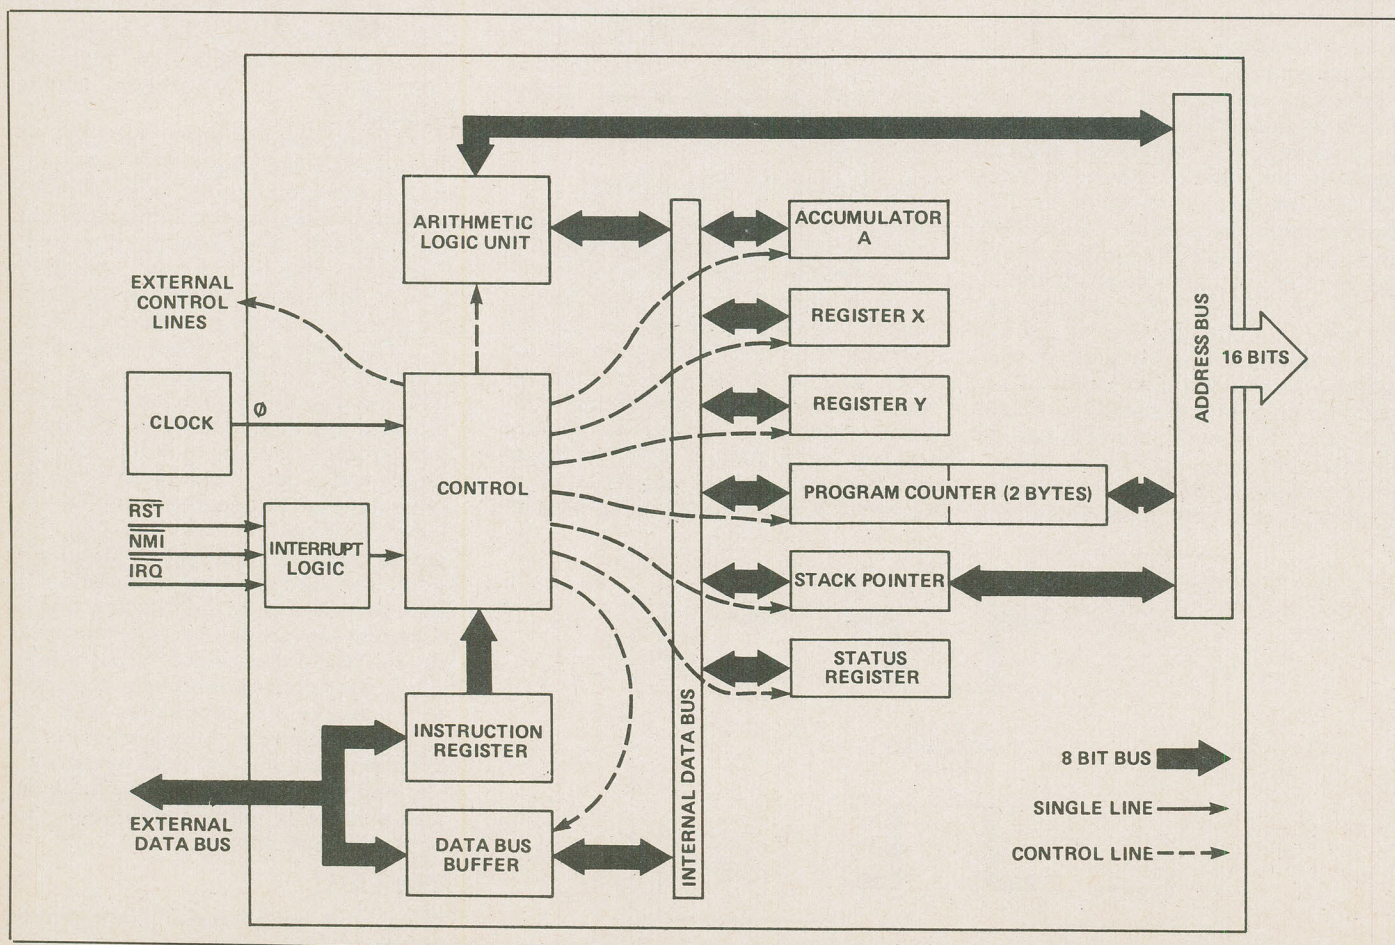 ARITHMETIC
LOGIC UNIT
ACCUMULATOR
A
EXTERNAL
CONTROL
LINES
REGISTER X
ADDRESS BUS
16 BITS
CLOCK
Ø
REGISTER Y
CONTROL
PROGRAM COUNTER (2 BYTES)
RST
NMI
IRQ
INTERRUPT
LOGIC
STACK POINTER
STATUS
REGISTER
INSTRUCTION
REGISTER
INTERNAL DATA BUS
8 BIT BUS
SINGLE LINE
CONTROL LINE
EXTERNAL
DATA BUS
DATA BUS
BUFFER